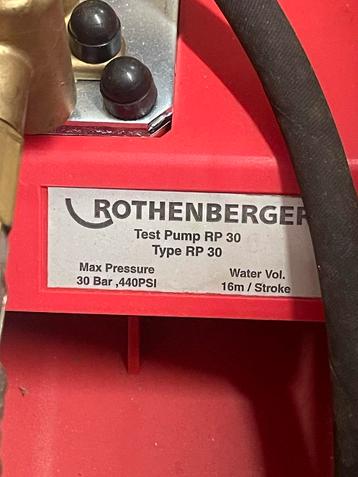 ROTHENBERGER
Test Pump RP 30
Type RP 30
Max Pressure Water Vol.
30 Bar ,440PSI 16m / Stroke